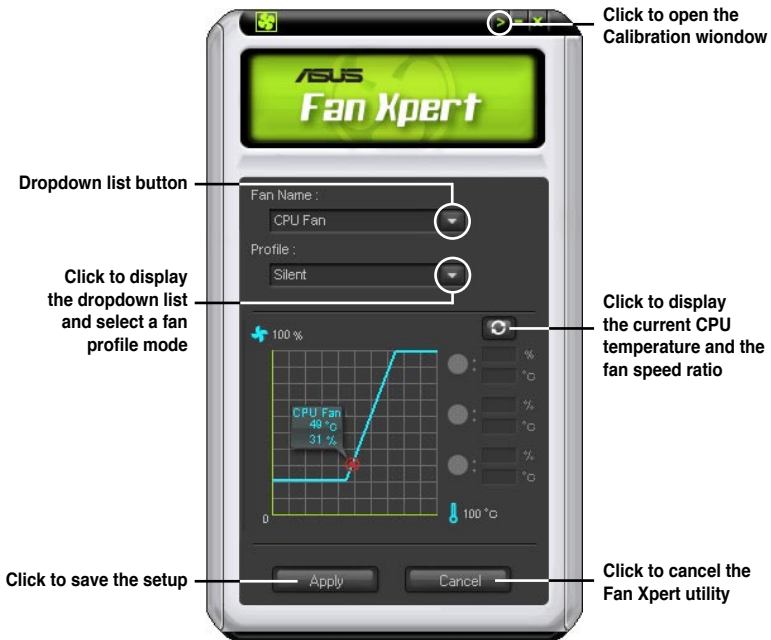 Click to open the
Calibration wiondow
ASUS
Fan Xpert
Dropdown list button
Fan Name :
CPU Fan
Profile :
Silent
Click to display
the dropdown list
and select a fan
profile mode
Click to display
the current CPU
temperature and the
fan speed ratio
100 %
%
°C
%
°C
%
°C
CPU Fan
49 °C
31 %
0
100 °C
Click to save the setup
Apply
Cancel
Click to cancel the
Fan Xpert utility